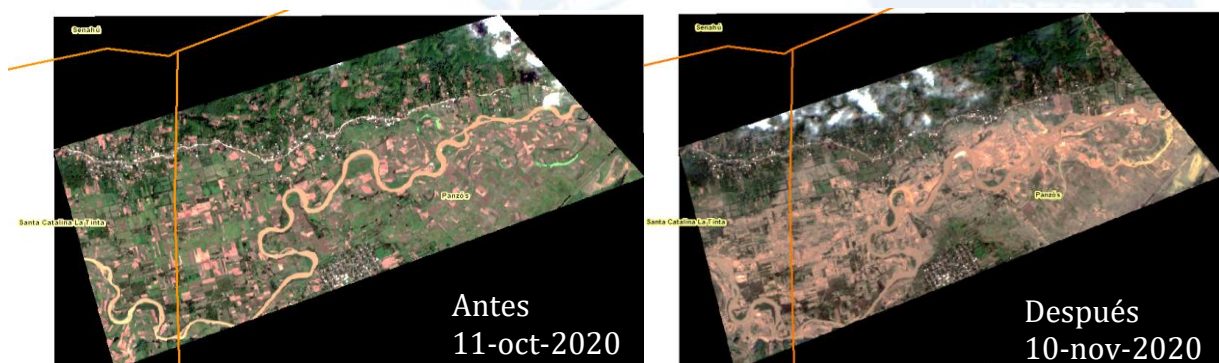 Senahú
Santa Catalina La Tinta
Panzós
Antes
11-oct-2020
Senahú
Santa Catalina La Tinta
Panzós
Después
10-nov-2020